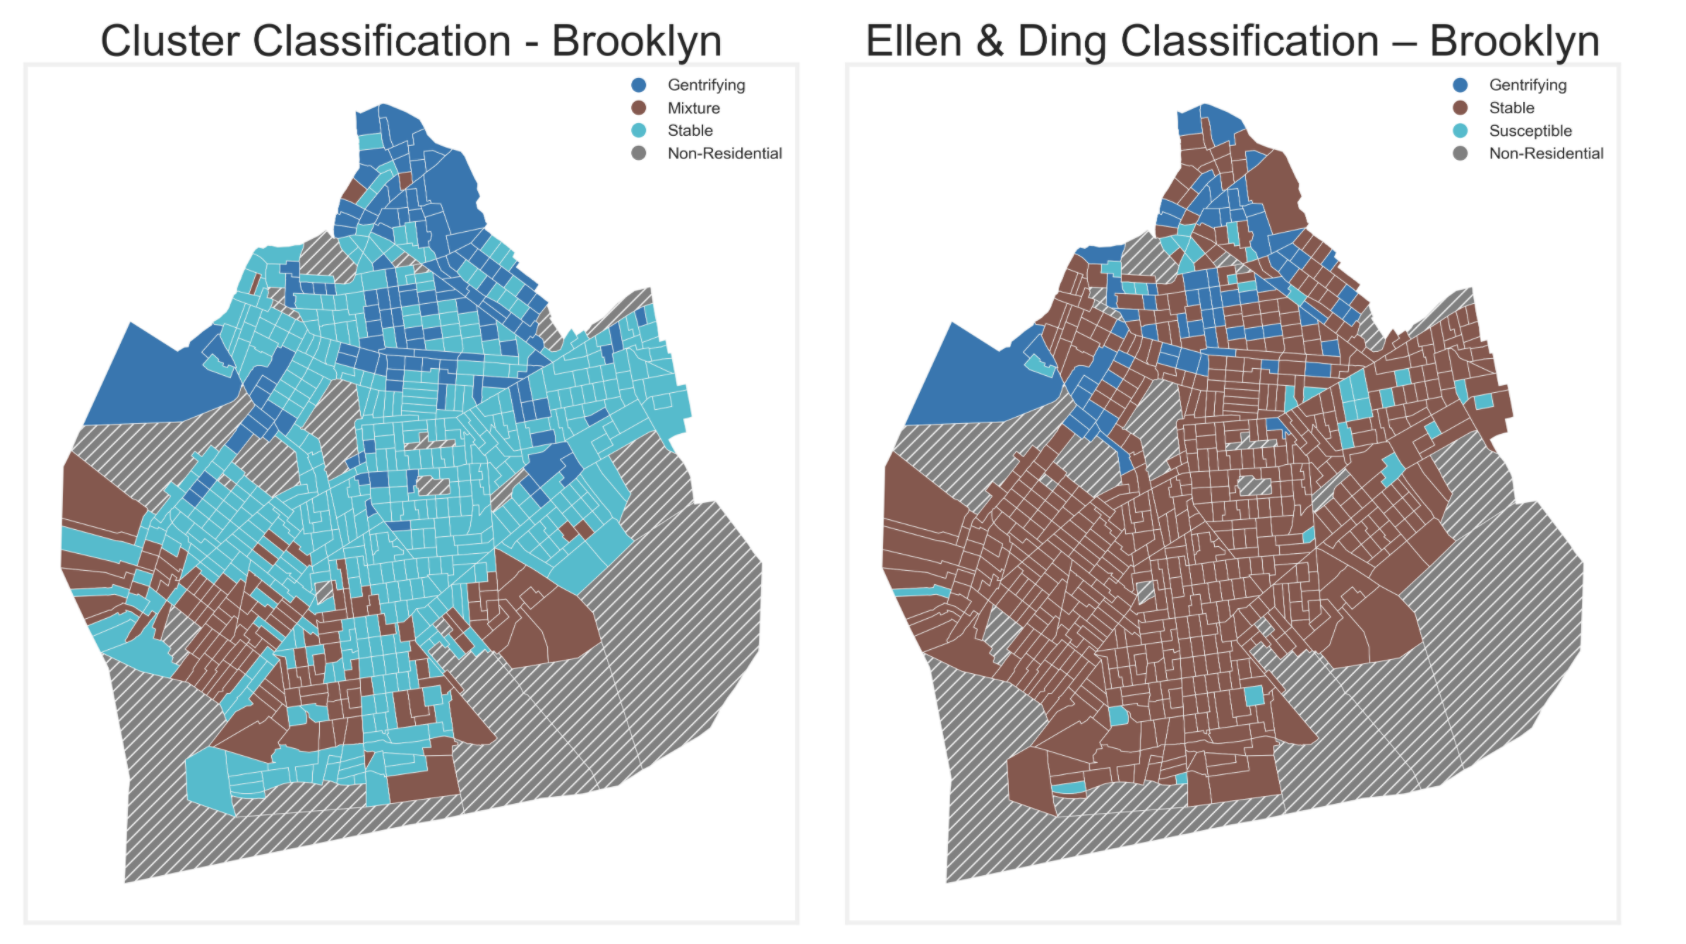 Cluster Classification - Brooklyn
Gentrifying
Mixture
Stable
Non-Residential
Ellen & Ding Classification – Brooklyn
Gentrifying
Stable
Susceptible
Non-Residential